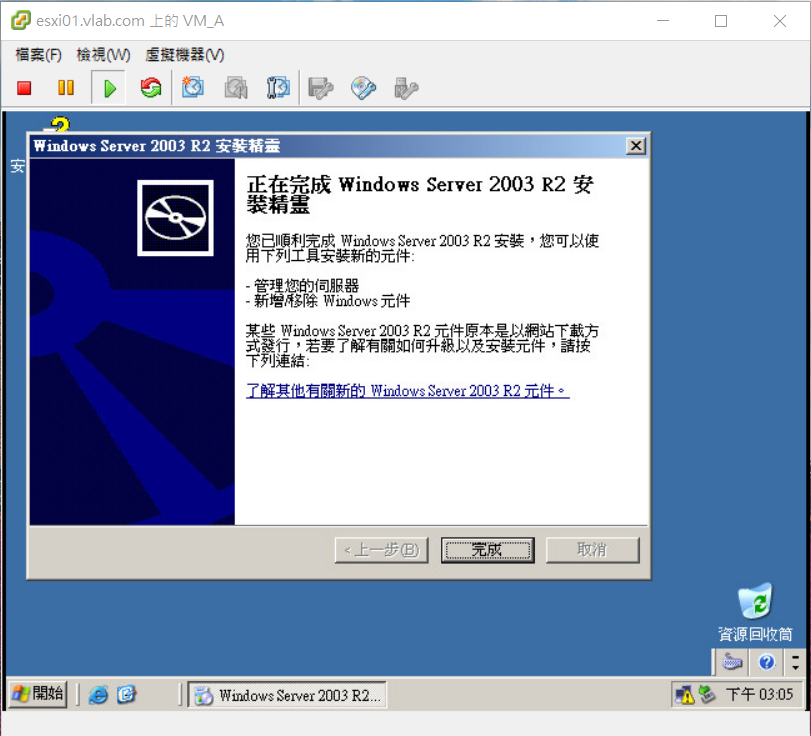 esxi01.vlab.com 上的 VM_A
檔案(F) 檢視(W) 虛擬機器(V)
安
Windows Server 2003 R2 安裝精靈
正在完成 Windows Server 2003 R2 安
裝精靈
您已順利完成 Windows Server 2003 R2 安裝，您可以使
用下列工具安裝新的元件:
- 管理您的伺服器
- 新增/移除 Windows 元件
某些 Windows Server 2003 R2 元件原本是以網站下載方
式發行，若要了解有關如何升級以及安裝元件，請按
下列連結:
了解其他有關新的 Windows Server 2003 R2 元件。
< 上一步(B) 完成 取消
資源回收筒
開始 Windows Server 2003 R2... 下午 03:05